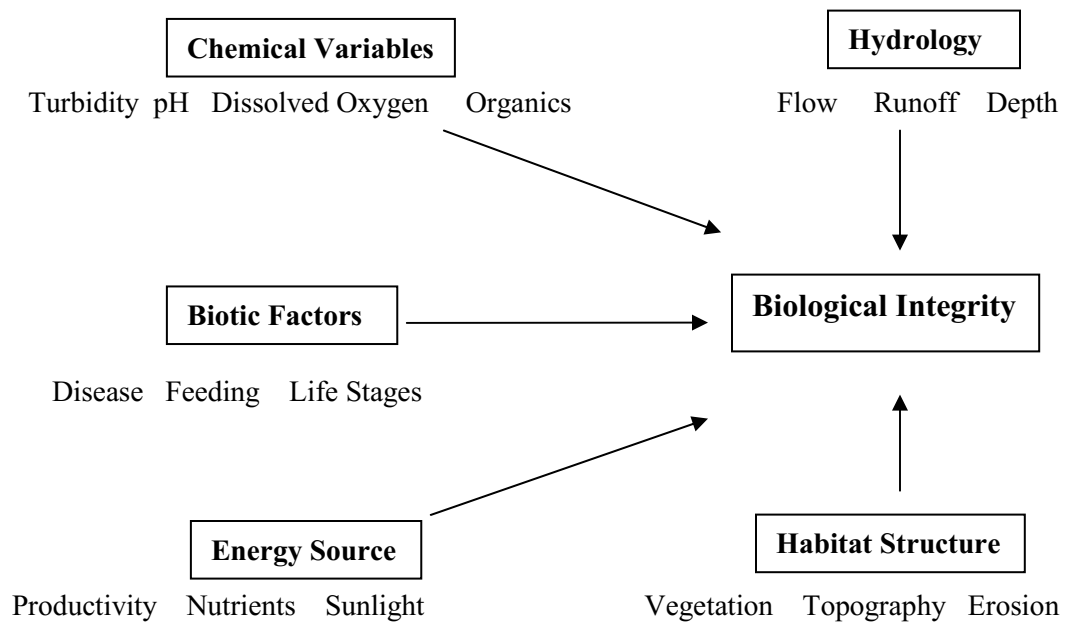 Chemical Variables
Turbidity pH Dissolved Oxygen Organics
Hydrology
Flow Runoff Depth
Biotic Factors
Disease Feeding Life Stages
Biological Integrity
Energy Source
Productivity Nutrients Sunlight
Habitat Structure
Vegetation Topography Erosion